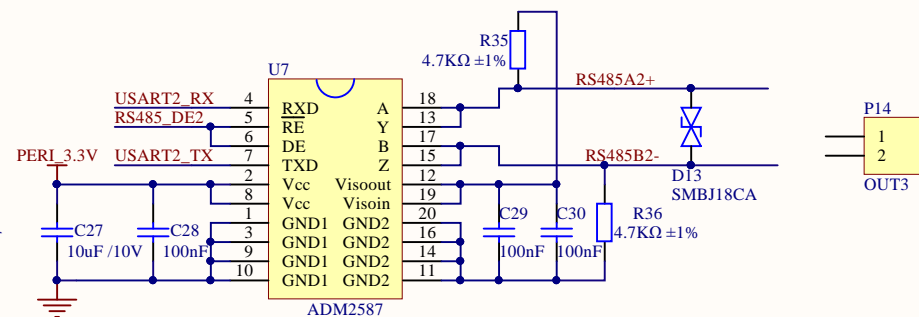 R35
4.7KΩ ±1%
U7
RS485A2+
USART2_RX
4
RXD
A
18
RS485_DE2
5
RE
Y
13
P14
6
DE
B
17
1
PERI_3.3V
USART2_TX
7
TXD
Z
15
RS485B2-
2
2
Vcc
Visoout
12
D13
OUT3
8
Vcc
Visoin
19
SMBJ18CA
1
GND1
GND2
20
C27
C28
C29
C30
R36
3
GND1
GND2
16
4.7KΩ ±1%
10uF /10V
100nF
9
GND1
GND2
14
100nF
100nF
10
GND1
GND2
11
ADM2587